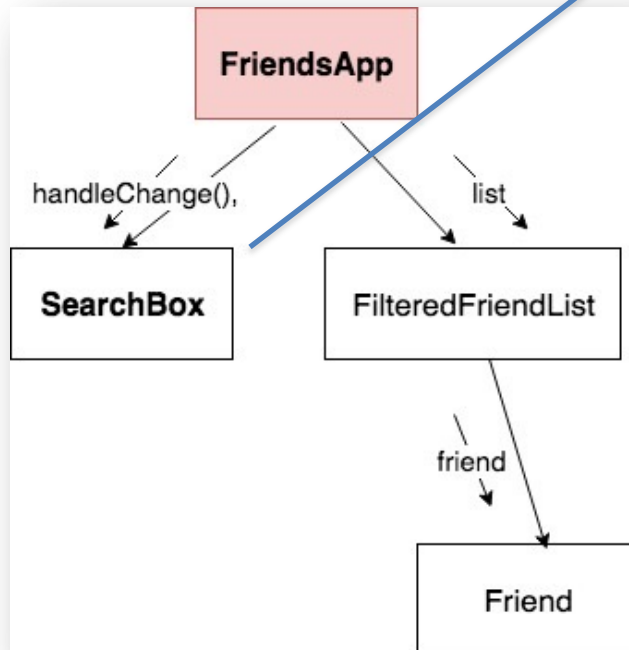 FriendsApp
handleChange(),
list
SearchBox
FilteredFriendList
friend
Friend